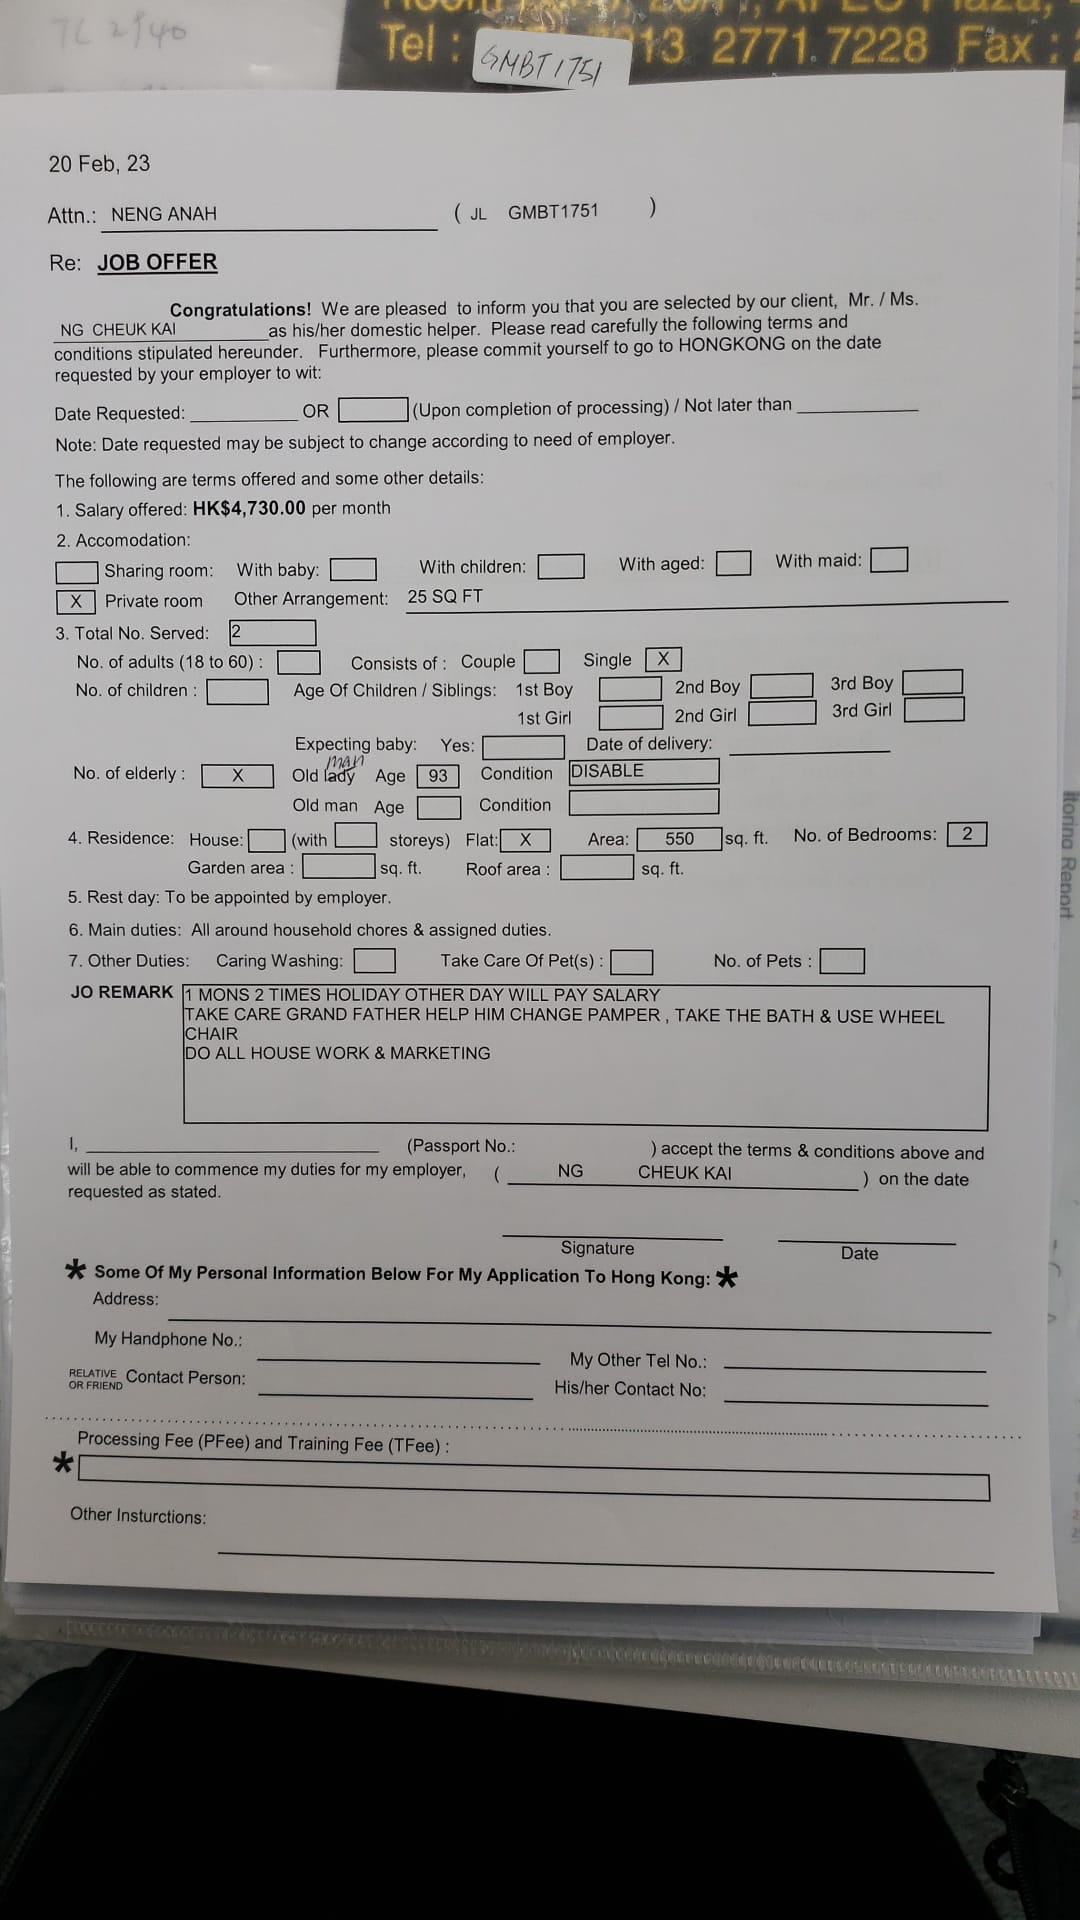 TL 2940
Tel : 13 2771 7228 Fax :
GMBT1751
20 Feb, 23
Attn.: NENG ANAH ( JL GMBT1751 )
Re: JOB OFFER
Congratulations! We are pleased to inform you that you are selected by our client, Mr. / Ms.
NG CHEUK KAI as his/her domestic helper. Please read carefully the following terms and
conditions stipulated hereunder. Furthermore, please commit yourself to go to HONGKONG on the date
requested by your employer to wit:
Date Requested: OR (Upon completion of processing) / Not later than
Note: Date requested may be subject to change according to need of employer.
The following are terms offered and some other details:
1. Salary offered: HK$4,730.00 per month
2. Accomodation:
Sharing room: With baby: With children: With aged: With maid:
X Private room Other Arrangement: 25 SQ FT
3. Total No. Served: 2
No. of adults (18 to 60) : Consists of : Couple Single X
No. of children : Age Of Children / Siblings: 1st Boy 2nd Boy 3rd Boy
1st Girl 2nd Girl 3rd Girl
Expecting baby: Yes: Date of delivery:
man
No. of elderly : X Old lady Age 93 Condition DISABLE
Old man Age Condition
4. Residence: House: (with storeys) Flat: X Area: 550 sq. ft. No. of Bedrooms: 2
Garden area : sq. ft. Roof area : sq. ft.
5. Rest day: To be appointed by employer.
6. Main duties: All around household chores & assigned duties.
7. Other Duties: Caring Washing: Take Care Of Pet(s) : No. of Pets :
JO REMARK 1 MONS 2 TIMES HOLIDAY OTHER DAY WILL PAY SALARY
TAKE CARE GRAND FATHER HELP HIM CHANGE PAMPER , TAKE THE BATH & USE WHEEL
CHAIR
DO ALL HOUSE WORK & MARKETING
I, (Passport No.: ) accept the terms & conditions above and
will be able to commence my duties for my employer, ( NG CHEUK KAI ) on the date
requested as stated.
Signature Date
* Some Of My Personal Information Below For My Application To Hong Kong: *
Address:
My Handphone No.: My Other Tel No.:
RELATIVE OR FRIEND Contact Person: His/her Contact No:
Processing Fee (PFee) and Training Fee (TFee) :
*
Other Insturctions:
itoring Report